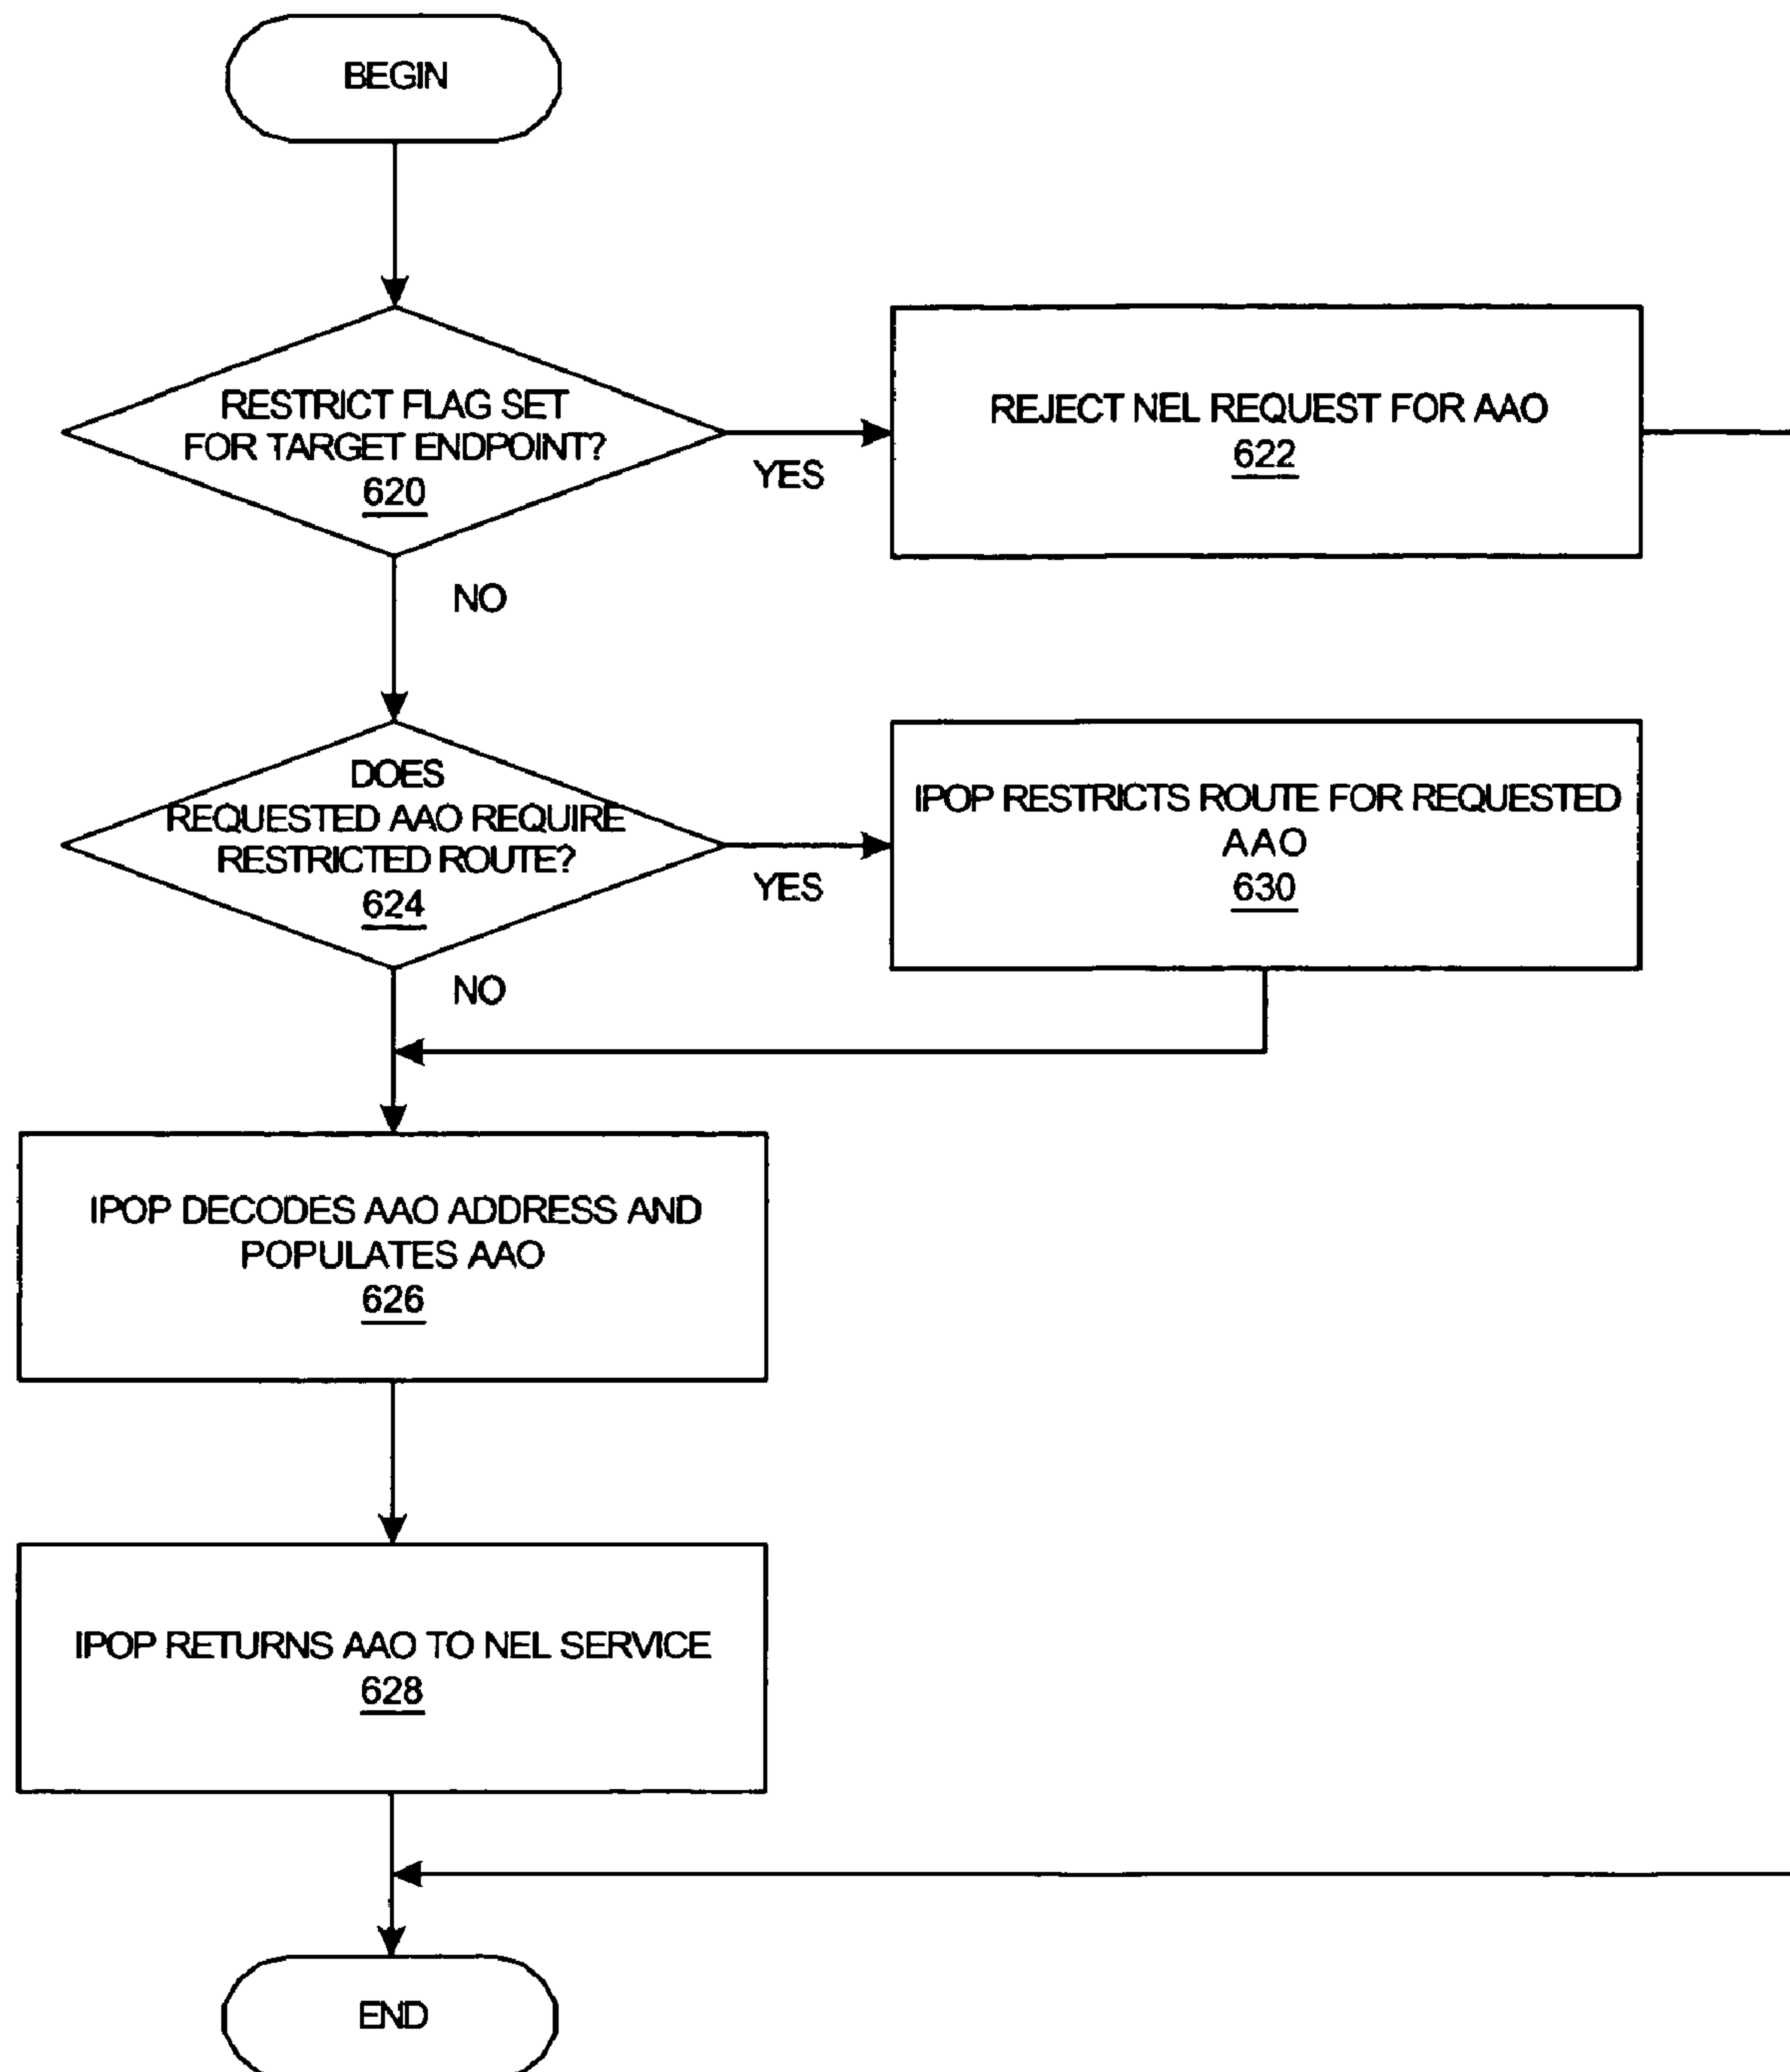 BEGIN
RESTRICT FLAG SET
FOR TARGET ENDPOINT?
620
YES
REJECT NEL REQUEST FOR AAO
622
NO
DOES
REQUESTED AAO REQUIRE
RESTRICTED ROUTE?
624
YES
IPOP RESTRICTS ROUTE FOR REQUESTED
AAO
630
NO
IPOP DECODES AAO ADDRESS AND
POPULATES AAO
626
IPOP RETURNS AAO TO NEL SERVICE
628
END